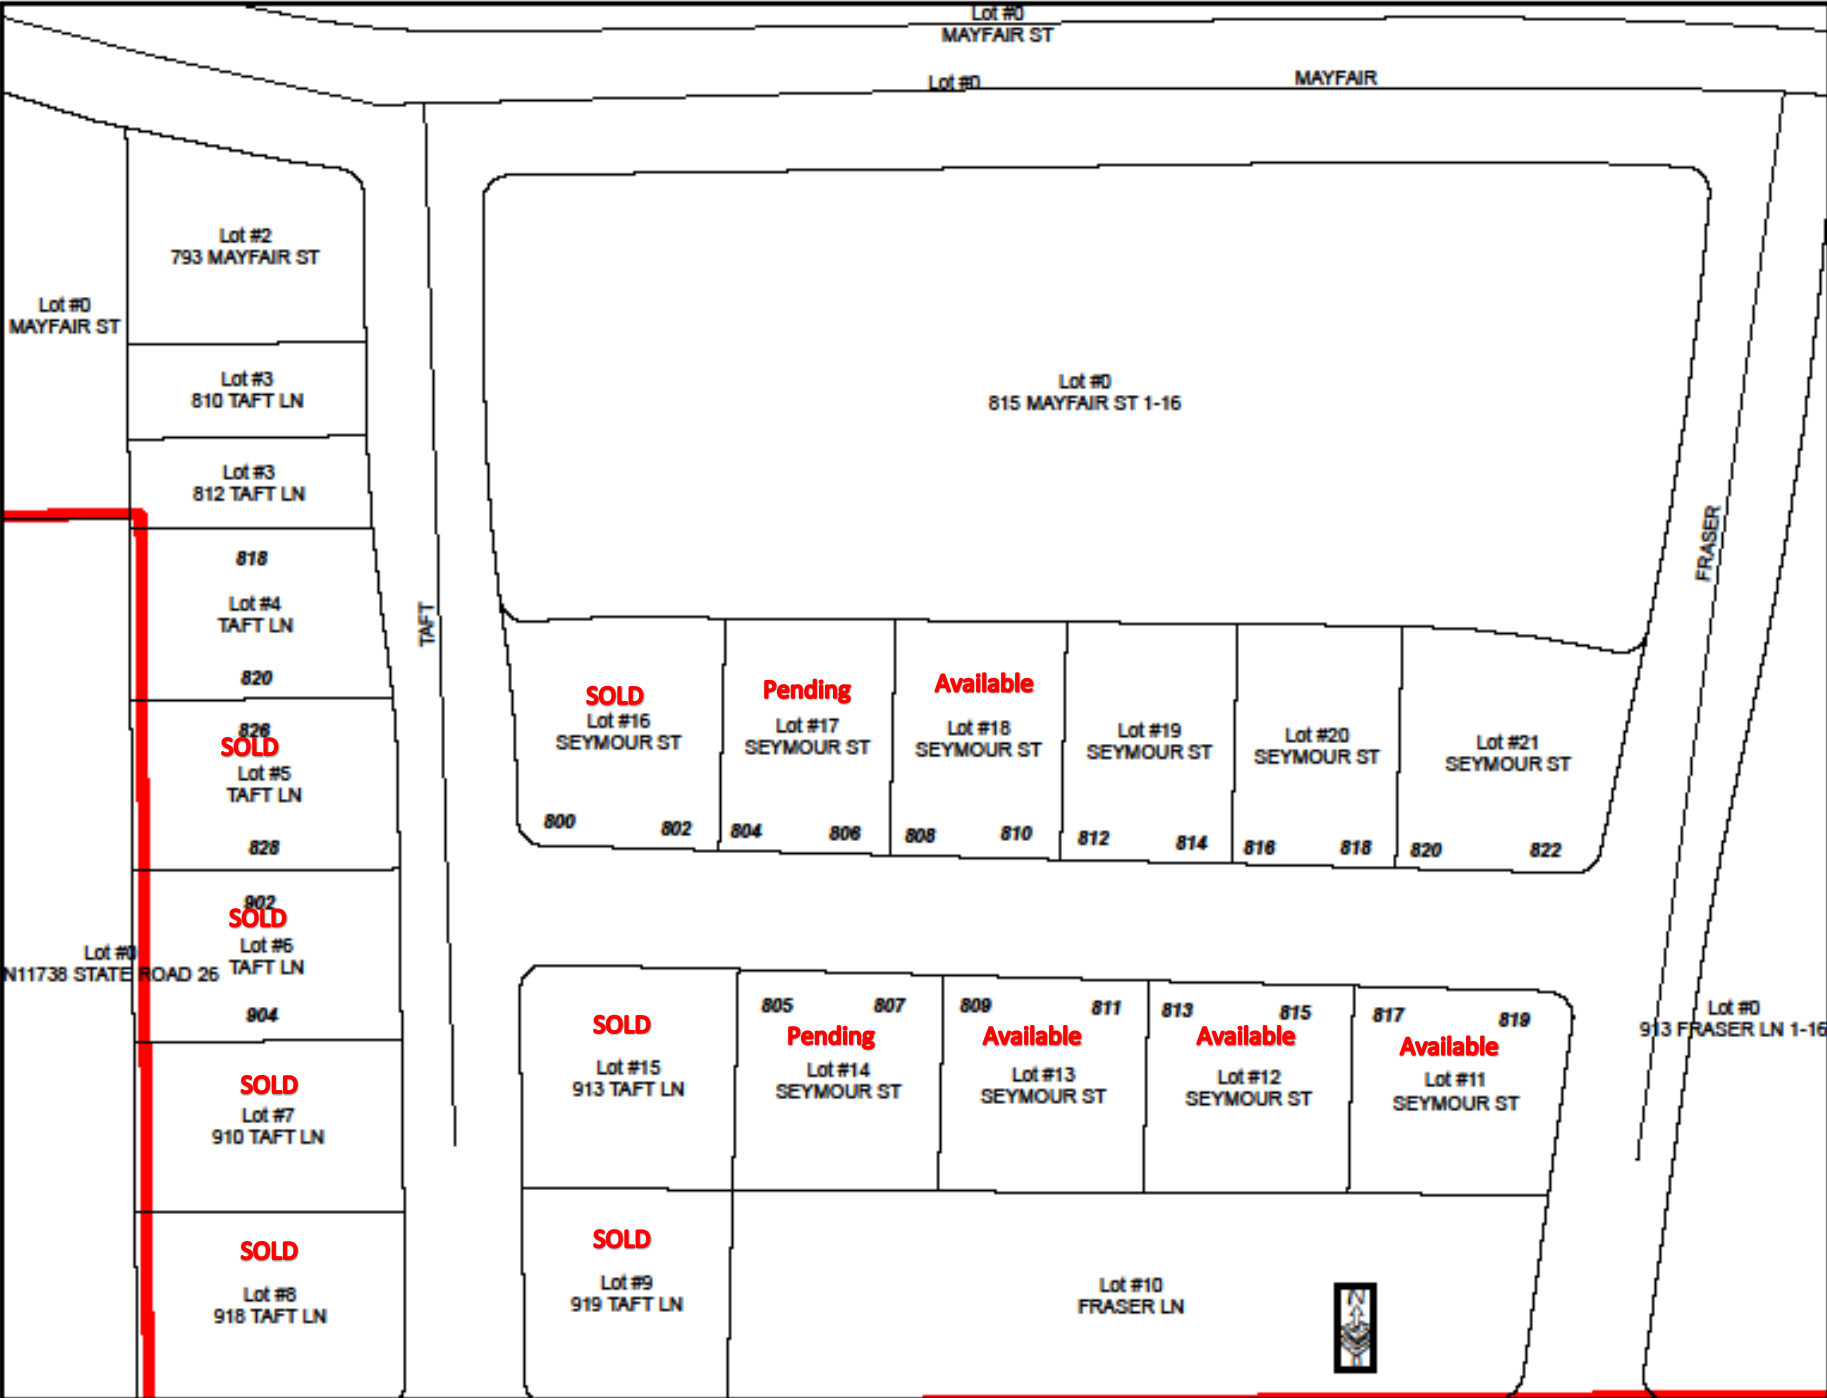 Lot #0
MAYFAIR ST
Lot #0
MAYFAIR
Lot #2
793 MAYFAIR ST
Lot #0
MAYFAIR ST
Lot #3
810 TAFT LN
Lot #0
815 MAYFAIR ST 1-16
Lot #3
812 TAFT LN
FRASER
TAFT
818
Lot #4
TAFT LN
820
826
SOLD
Lot #5
TAFT LN
828
SOLD
Lot #16
SEYMOUR ST
800 802
Pending
Lot #17
SEYMOUR ST
804 806
Available
Lot #18
SEYMOUR ST
808 810
Lot #19
SEYMOUR ST
812 814
Lot #20
SEYMOUR ST
816 818
Lot #21
SEYMOUR ST
820 822
902
SOLD
Lot #6
TAFT LN
904
Lot #0
N11738 STATE ROAD 26
SOLD
Lot #7
910 TAFT LN
SOLD
Lot #8
918 TAFT LN
SOLD
Lot #15
913 TAFT LN
805 807
Pending
Lot #14
SEYMOUR ST
809 811
Available
Lot #13
SEYMOUR ST
813 815
Available
Lot #12
SEYMOUR ST
817 819
Available
Lot #11
SEYMOUR ST
Lot #0
913 FRASER LN 1-16
SOLD
Lot #9
919 TAFT LN
Lot #10
FRASER LN
N